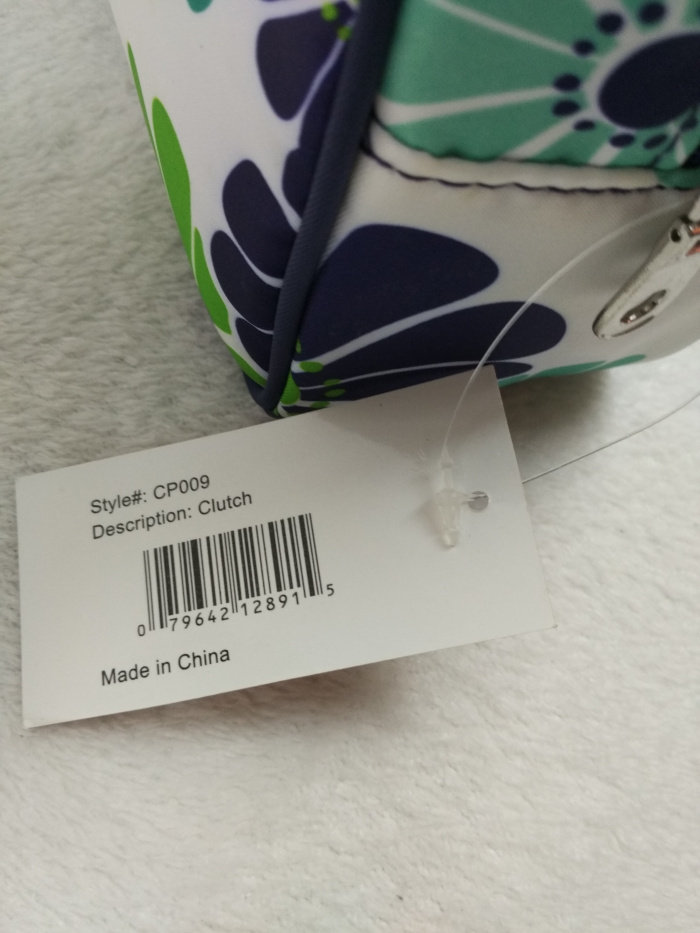 Style#: CP009
Description: Clutch
0 79642 12891 5
Made in China